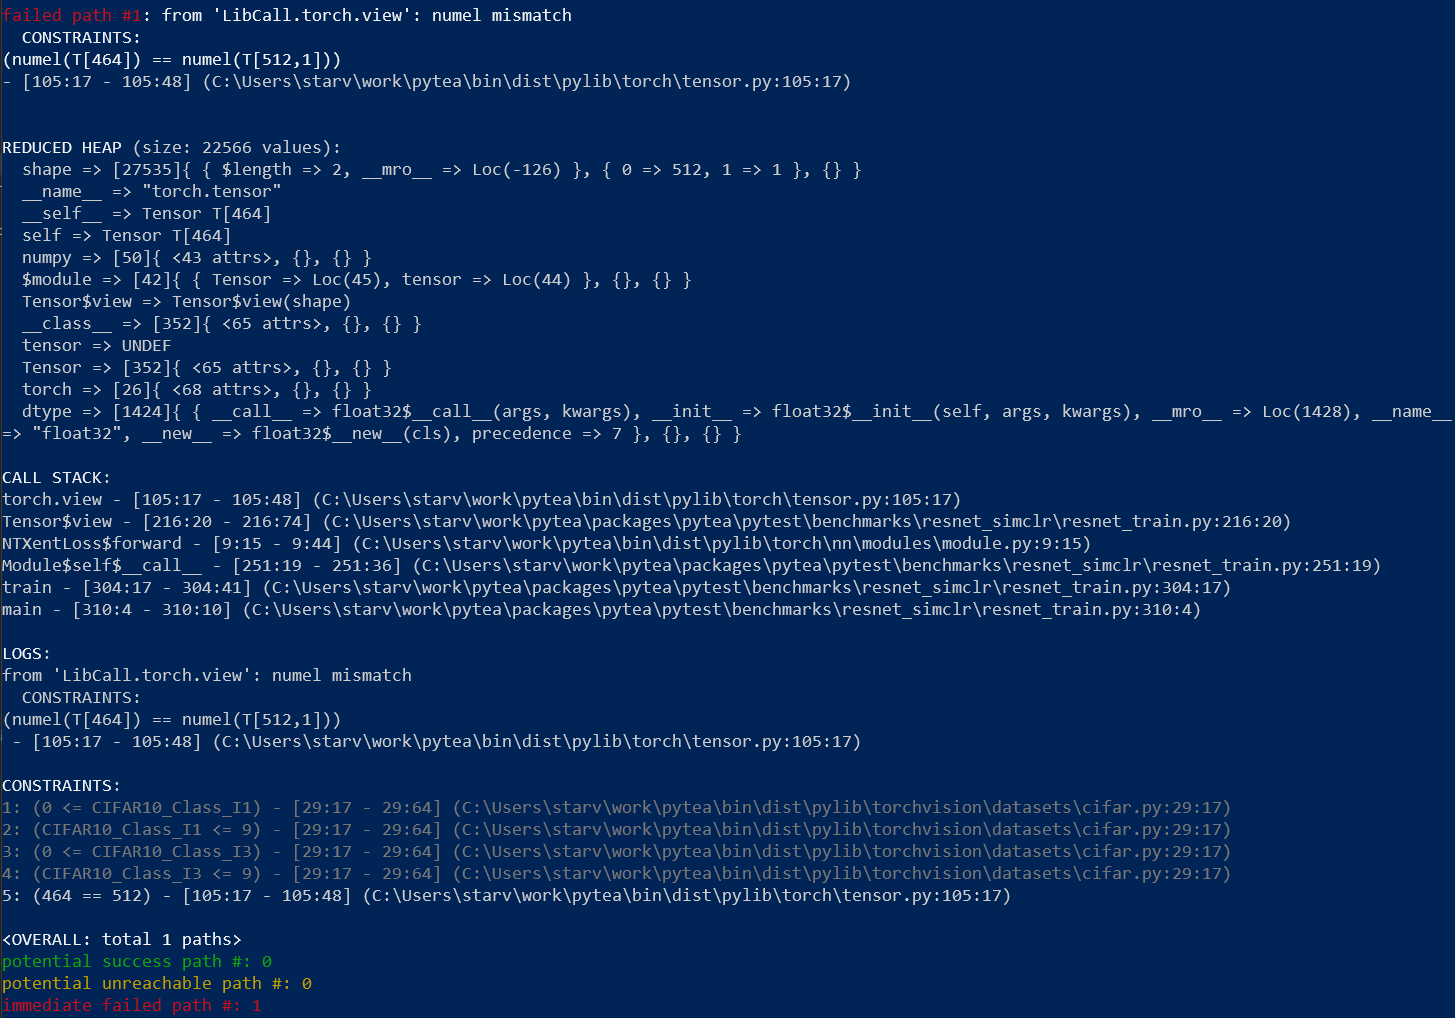 failed path #1: from 'LibCall.torch.view': numel mismatch
  CONSTRAINTS:
(numel(T[464]) == numel(T[512,1]))
- [105:17 - 105:48] (C:\Users\starv\work\pytea\bin\dist\pylib\torch\tensor.py:105:17)
REDUCED HEAP (size: 22566 values):
  shape => [27535]{ { $length => 2, __mro__ => Loc(-126) }, { 0 => 512, 1 => 1 }, {} }
  __name__ => "torch.tensor"
  __self__ => Tensor T[464]
  self => Tensor T[464]
  numpy => [50]{ <43 attrs>, {}, {} }
  $module => [42]{ { Tensor => Loc(45), tensor => Loc(44) }, {}, {} }
  Tensor$view => Tensor$view(shape)
  __class__ => [352]{ <65 attrs>, {}, {} }
  tensor => UNDEF
  Tensor => [352]{ <65 attrs>, {}, {} }
  torch => [26]{ <68 attrs>, {}, {} }
  dtype => [1424]{ { __call__ => float32$__call__(args, kwargs), __init__ => float32$__init__(self, args, kwargs), __mro__ => Loc(1428), __name__
=> "float32", __new__ => float32$__new__(cls), precedence => 7 }, {}, {} }
CALL STACK:
torch.view - [105:17 - 105:48] (C:\Users\starv\work\pytea\bin\dist\pylib\torch\tensor.py:105:17)
Tensor$view - [216:20 - 216:74] (C:\Users\starv\work\pytea\packages\pytea\pytest\benchmarks\resnet_simclr\resnet_train.py:216:20)
NTXentLoss$forward - [9:15 - 9:44] (C:\Users\starv\work\pytea\bin\dist\pylib\torch\nn\modules\module.py:9:15)
Module$self$__call__ - [251:19 - 251:36] (C:\Users\starv\work\pytea\packages\pytea\pytest\benchmarks\resnet_simclr\resnet_train.py:251:19)
train - [304:17 - 304:41] (C:\Users\starv\work\pytea\packages\pytea\pytest\benchmarks\resnet_simclr\resnet_train.py:304:17)
main - [310:4 - 310:10] (C:\Users\starv\work\pytea\packages\pytea\pytest\benchmarks\resnet_simclr\resnet_train.py:310:4)
LOGS:
from 'LibCall.torch.view': numel mismatch
  CONSTRAINTS:
(numel(T[464]) == numel(T[512,1]))
 - [105:17 - 105:48] (C:\Users\starv\work\pytea\bin\dist\pylib\torch\tensor.py:105:17)
CONSTRAINTS:
1: (0 <= CIFAR10_Class_I1) - [29:17 - 29:64] (C:\Users\starv\work\pytea\bin\dist\pylib\torchvision\datasets\cifar.py:29:17)
2: (CIFAR10_Class_I1 <= 9) - [29:17 - 29:64] (C:\Users\starv\work\pytea\bin\dist\pylib\torchvision\datasets\cifar.py:29:17)
3: (0 <= CIFAR10_Class_I3) - [29:17 - 29:64] (C:\Users\starv\work\pytea\bin\dist\pylib\torchvision\datasets\cifar.py:29:17)
4: (CIFAR10_Class_I3 <= 9) - [29:17 - 29:64] (C:\Users\starv\work\pytea\bin\dist\pylib\torchvision\datasets\cifar.py:29:17)
5: (464 == 512) - [105:17 - 105:48] (C:\Users\starv\work\pytea\bin\dist\pylib\torch\tensor.py:105:17)
<OVERALL: total 1 paths>
potential success path #: 0
potential unreachable path #: 0
immediate failed path #: 1